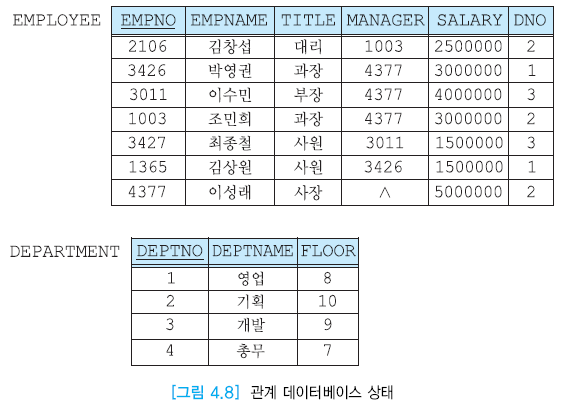 EMPLOYEE EMPNO EMPNAME TITLE MANAGER SALARY DNO
2106 김창섭 대리 1003 2500000 2
3426 박영권 과장 4377 3000000 1
3011 이수민 부장 4377 4000000 3
1003 조민희 과장 4377 3000000 2
3427 최종철 사원 3011 1500000 3
1365 김상원 사원 3426 1500000 1
4377 이성래 사장 ∧ 5000000 2
DEPARTMENT DEPTNO DEPTNAME FLOOR
1 영업 8
2 기획 10
3 개발 9
4 총무 7
[그림 4.8] 관계 데이터베이스 상태